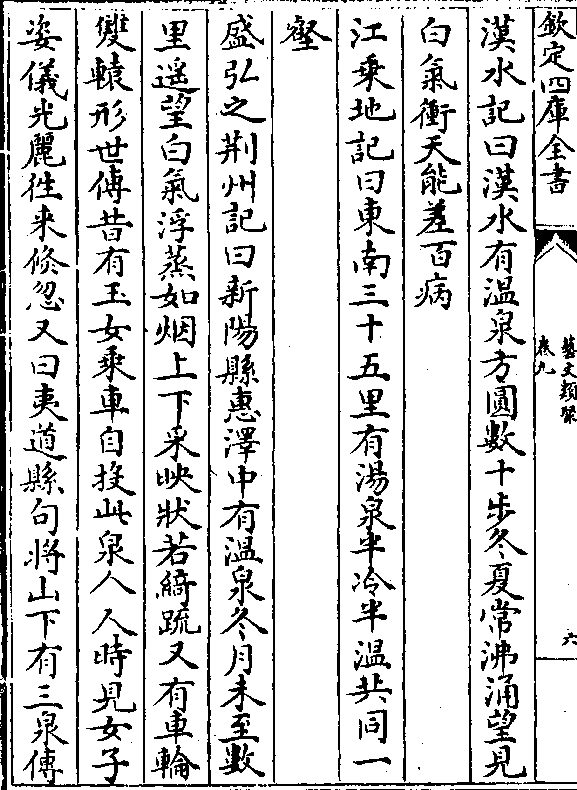 欽定四庫全書
藝文類聚
卷九
六
漢水記曰漢水有温泉方圓數十步冬夏常沸涌望見
白氣衝天能差百病
江乗地記曰東南三十五里有湯泉半冷半温共同一
壑
盛弘之荆州記曰新陽縣惠澤中有温泉冬月未至數
里遥望白氣浮蒸如烟上下采映狀若綺疏又有車輪
雙轅形世傳昔有玉女乗車自投此泉人人時見女子
姿儀光麗徃来倐忽又曰夷道縣句將山下有三泉傳